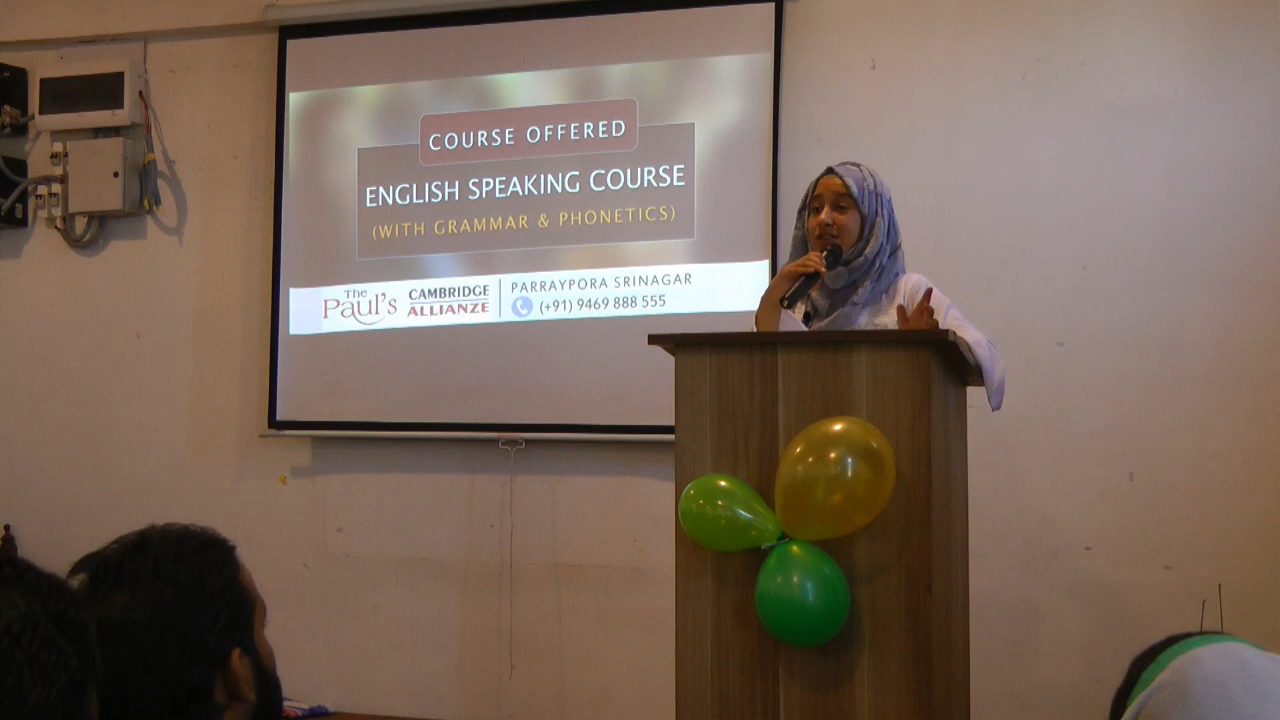 COURSE OFFERED
ENGLISH SPEAKING COURSE
(WITH GRAMMAR & PHONETICS)
The
Paul's
CAMBRIDGE
ALLIANZE
PARRAYPORA SRINAGAR
(+91) 9469 888 555